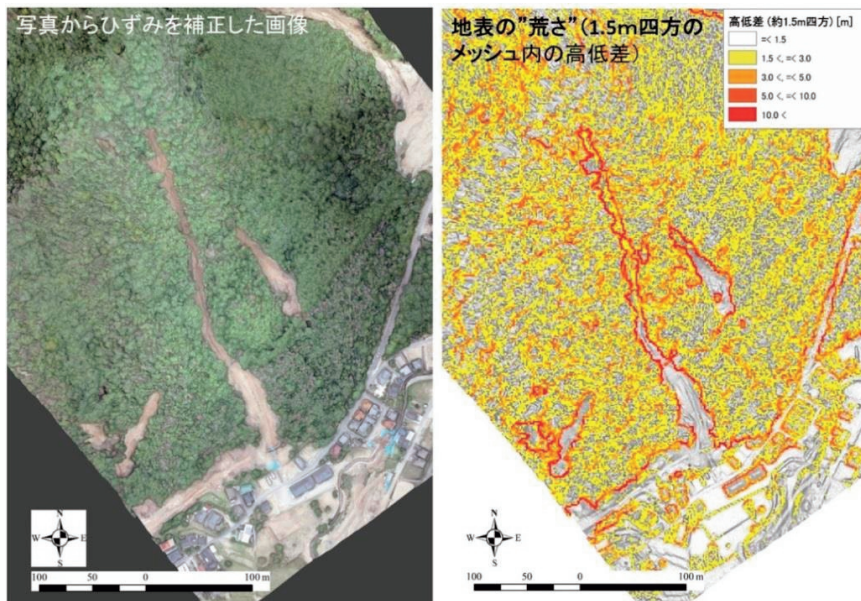 写真からひずみを補正した画像
N
W
E
S
100
50
0
100 m
地表の”荒さ”（1.5m四方の
メッシュ内の高低差）
高低差（約1.5m四方）[m]
=< 1.5
1.5 <, =< 3.0
3.0 <, =< 5.0
5.0 <, =< 10.0
10.0 <
N
W
E
S
100
50
0
100 m